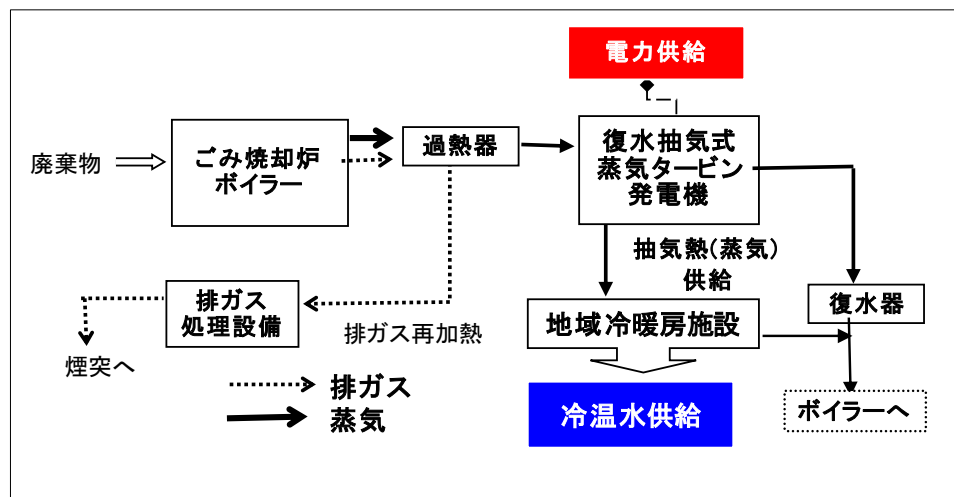 電力供給
廃棄物
ごみ焼却炉
ボイラー
過熱器
復水抽気式
蒸気タービン
発電機
抽気熱(蒸気)
供給
排ガス
処理設備
排ガス再加熱
地域冷暖房施設
復水器
煙突へ
排ガス
蒸気
冷温水供給
ボイラーへ